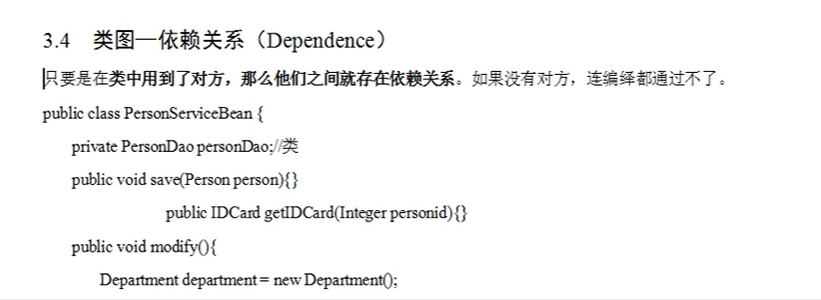 3.4 类图—依赖关系（Dependence）
只要是在类中用到了对方，那么他们之间就存在依赖关系。如果没有对方，连编绎都通过不了。
public class PersonServiceBean {
private PersonDao personDao;//类
public void save(Person person){}
public IDCard getIDCard(Integer personid){}
public void modify(){
Department department = new Department();